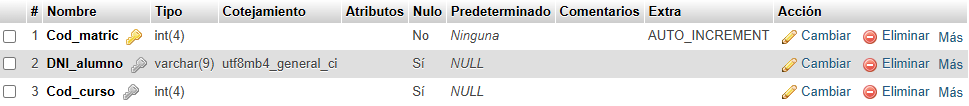 # Nombre Tipo Cotejamiento Atributos Nulo Predeterminado Comentarios Extra Acción
1 Cod_matric int(4) No Ninguna AUTO_INCREMENT Cambiar Eliminar Más
2 DNI_alumno varchar(9) utf8mb4_general_ci Sí NULL Cambiar Eliminar Más
3 Cod_curso int(4) Sí NULL Cambiar Eliminar Más